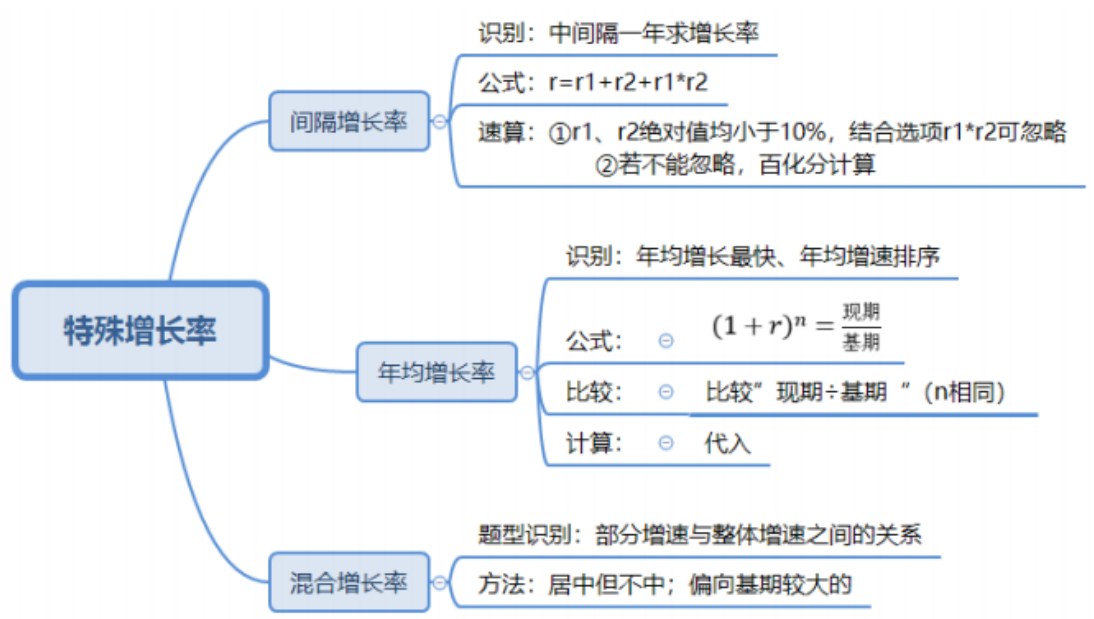 特殊增长率
间隔增长率
识别：中间隔一年求增长率
公式：r=r1+r2+r1*r2
速算：①r1、r2绝对值均小于10%，结合选项r1*r2可忽略
②若不能忽略，百化分计算
年均增长率
识别：年均增长最快、年均增速排序
公式： (1+r)ⁿ=现期/基期
比较： 比较”现期÷基期 “（n相同）
计算： 代入
混合增长率
题型识别：部分增速与整体增速之间的关系
方法：居中但不中；偏向基期较大的